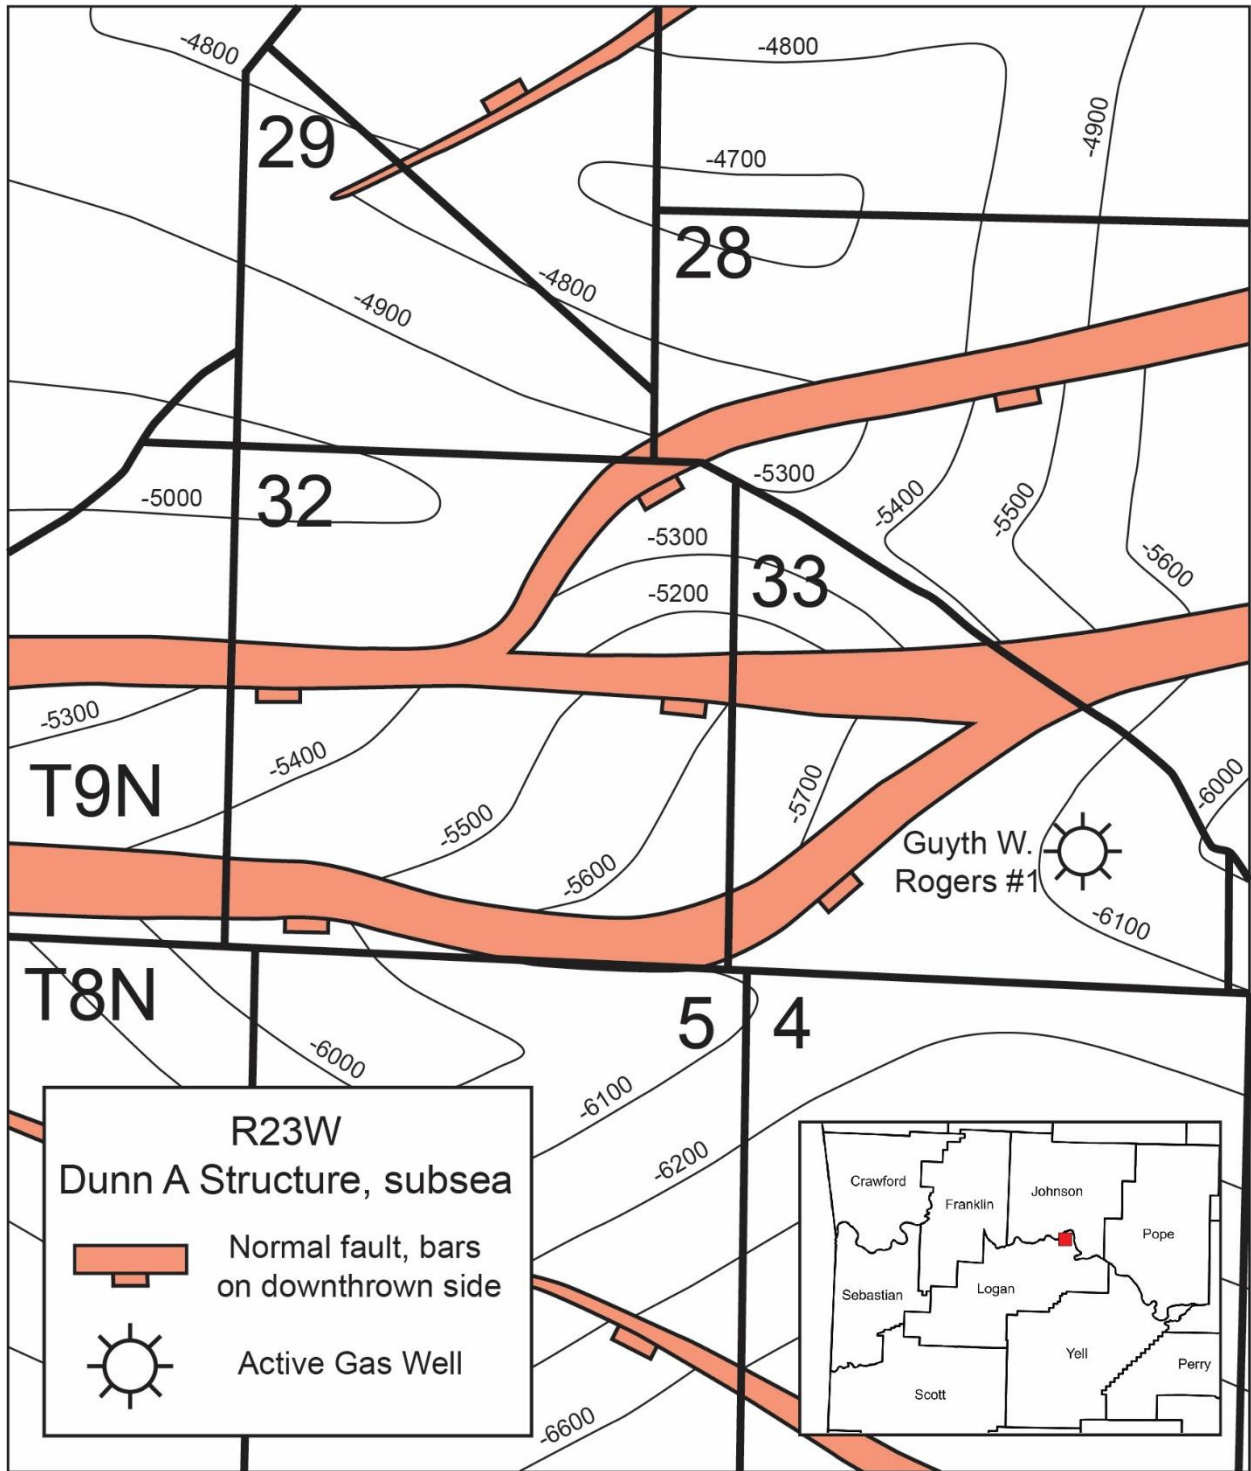 -4800
-4800
-4900
29
-4700
28
-4800
-4900
-5300
32
-5000
-5400
-5500
-5300
33
-5600
-5200
-5300
-5400
T9N
-5700
-6000
-5500
Guyth W.
Rogers #1
-5600
-6100
T8N
5
4
-6000
-6100
-6200
R23W
Dunn A Structure, subsea
Normal fault, bars
on downthrown side
Active Gas Well
-6600
Crawford
Franklin
Johnson
Pope
Sebastian
Logan
Yell
Perry
Scott